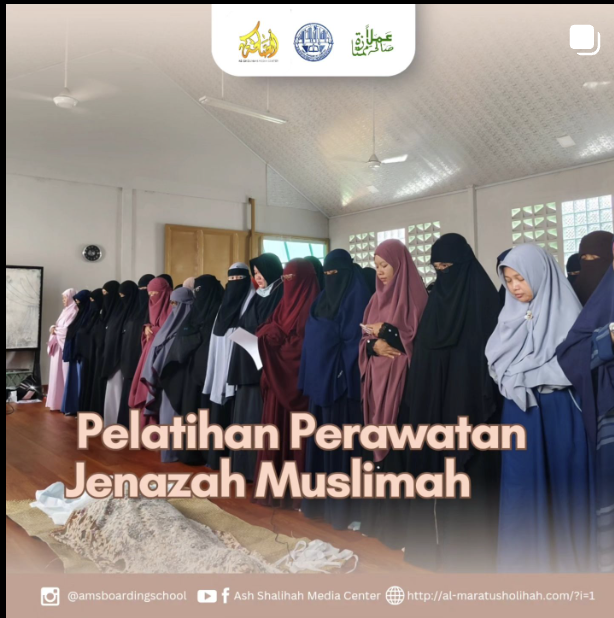 Pelatihan Perawatan
Jenazah Muslimah
@amsboardingschool
Ash Shalihah Media Center
http://al-maratusholihah.com/?i=1